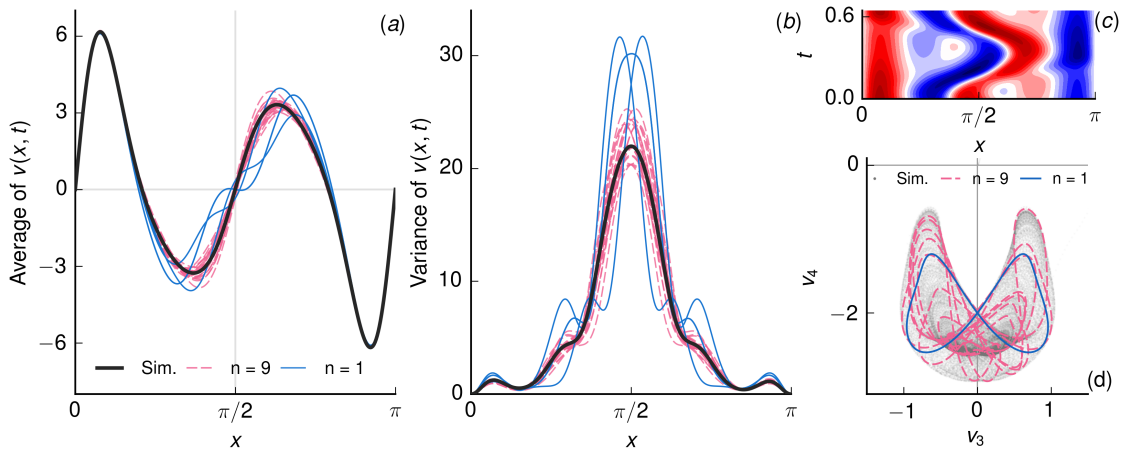 (a)
Average of v(x, t)
6
3
0
−3
−6
Sim. n = 9 n = 1
0 π/2 π
x
(b)
Variance of v(x, t)
30
20
10
0
0 π/2 π
x
(c)
t
0.6
0.0
0 π/2 π
x
0
Sim. n = 9 n = 1
v₄
−2
(d)
−1 0 1
v₃